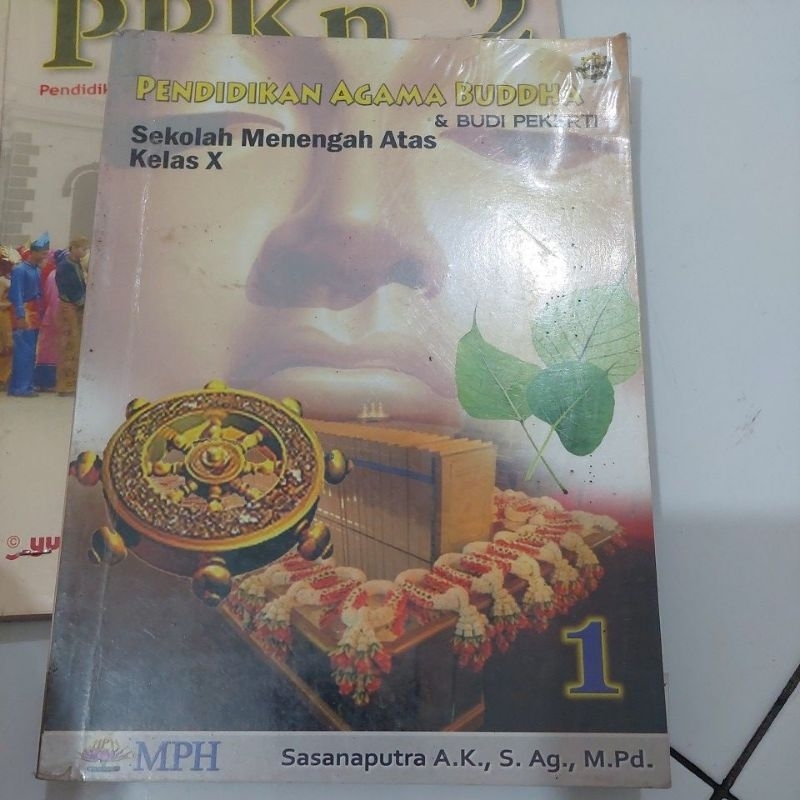 PPKn 2
Pendidik
PENDIDIKAN AGAMA BUDDHA
& BUDI PEKERTI
Sekolah Menengah Atas
Kelas X
1
MPH
Sasanaputra A.K., S. Ag., M.Pd.